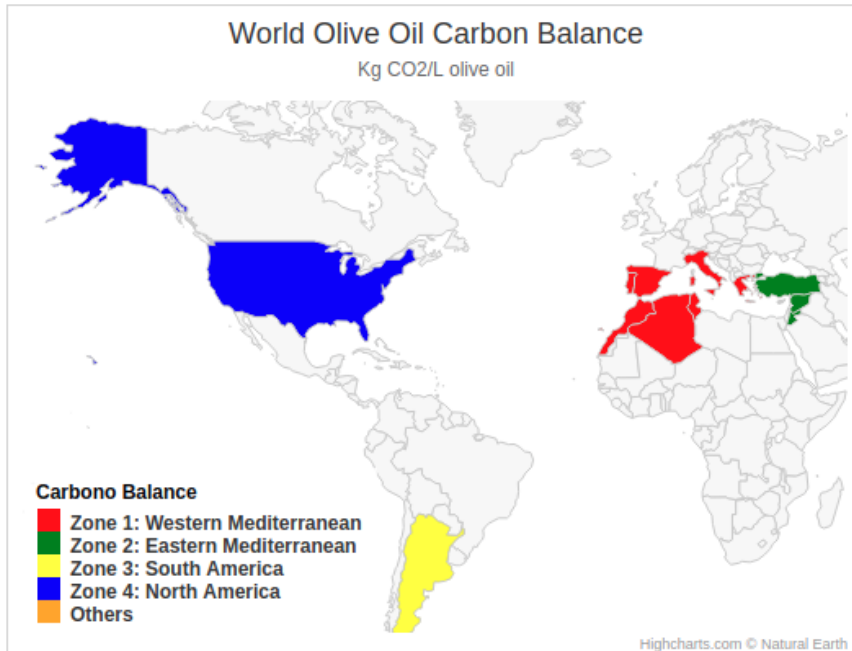 World Olive Oil Carbon Balance
Kg CO2/L olive oil
Carbono Balance
Zone 1: Western Mediterranean
Zone 2: Eastern Mediterranean
Zone 3: South America
Zone 4: North America
Others
Highcharts.com © Natural Earth